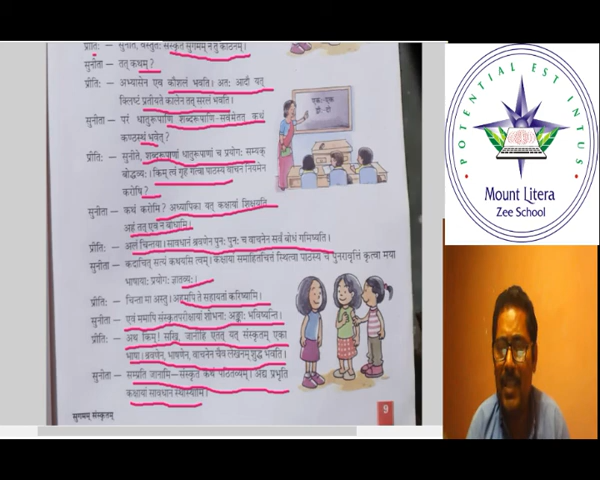 प्रीति: – सुनीते, वस्तुतः संस्कृतं सुगमम् न तु कठिनम्।
सुनीता – तत् कथम् ?
प्रीति: – अभ्यासेन एव कौशलं भवति। अतः आदौ यत्
क्लिष्टं प्रतीयते कालेन तत् सरलं भवति।
सुनीता – परं धातुरूपाणि शब्दरूपाणि-सर्वमेतत् कथं
कण्ठस्थं भवेत् ?
प्रीति: – सुनीते, शब्दरूपाणां धातुरूपाणां च प्रयोगः सम्यक्
बोद्धव्यः। किम् त्वं गृहं गत्वा पाठस्य वाचनं नियमेन
करोषि ?
सुनीता – कथं करोमि ? अध्यापिका यत् कक्षायां शिक्षयति
अहं तत् एव न बोधामि।
प्रीति: – अलं चिन्तया। सावधानं श्रवणेन पुनः पुनः च वाचनेन सर्वं बोधं गमिष्यति।
सुनीता – कदाचित् सत्यं कथयसि त्वम्। कक्षायां समाहितचित्तं स्थित्वा पाठस्य च पुनरावृत्तिं कृत्वा मया
भाषायाः प्रयोगः ज्ञातव्यः।
प्रीति: – चिन्ता मा अस्तु। अहमपि ते सहायतां करिष्यामि।
सुनीता – एवं ममापि संस्कृतपरीक्षायां शोभनाः अङ्काः भविष्यन्ति।
प्रीति: – अथ किम्! सखि, जानीहि एतत् यत् संस्कृतम् एका
भाषा। श्रवणेन, भाषणेन, वाचनेन चैव लेखनम् शुद्धं भवति।
सुनीता – सम्प्रति जानामि–संस्कृतं कथं पठितव्यम्। अद्य प्रभृति
कक्षायां सावधानं स्थास्यामि।
सुगमम् संस्कृतम्
9
एकः-एक
द्वौ-दो
POTENTIAL EST INTUS
Mount Litera
Zee School